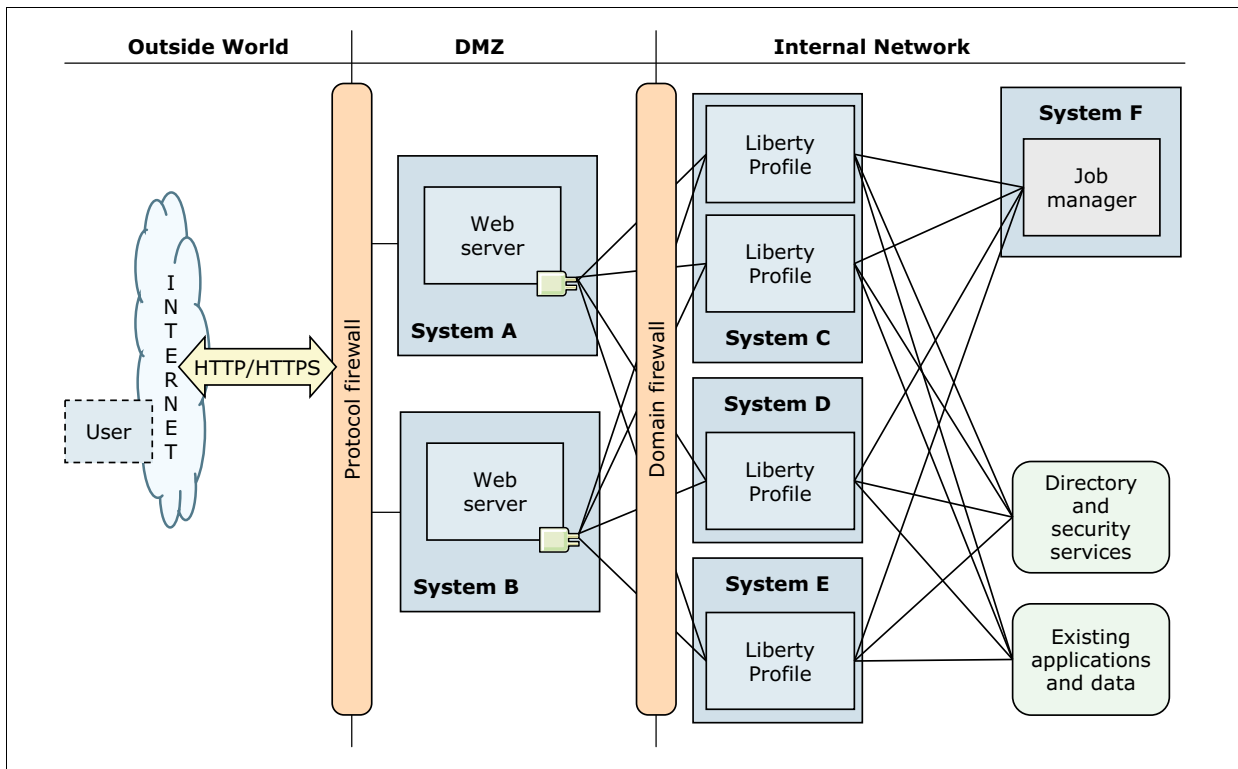 Outside World
DMZ
Internal Network
INTERNET
HTTP/HTTPS
User
Protocol firewall
Web
server
System A
Web
server
System B
Domain firewall
Liberty
Profile
Liberty
Profile
System C
System D
Liberty
Profile
System E
Liberty
Profile
System F
Job
manager
Directory
and
security
services
Existing
applications
and data